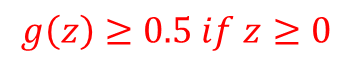 g(z) ≥ 0.5 if z ≥ 0